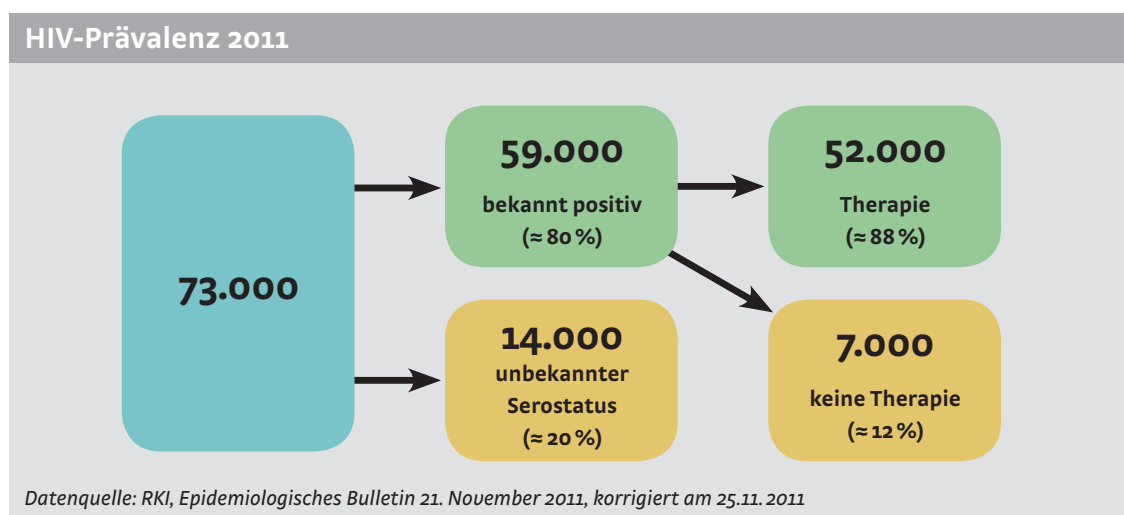 HIV-Prävalenz 2011
73.000
59.000
bekannt positiv
(≈ 80 %)
52.000
Therapie
(≈ 88 %)
14.000
unbekannter
Serostatus
(≈ 20 %)
7.000
keine Therapie
(≈ 12 %)
Datenquelle: RKI, Epidemiologisches Bulletin 21. November 2011, korrigiert am 25.11.2011